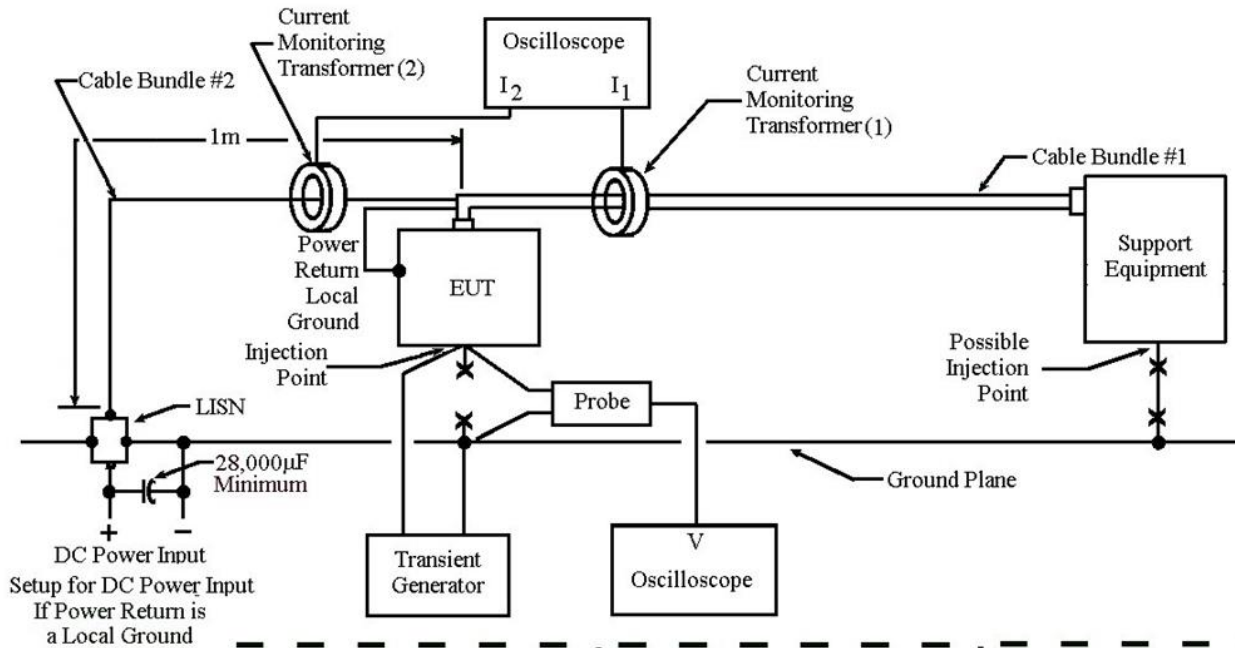 Current
Monitoring
Transformer (2)
Oscilloscope
I2
I1
Current
Monitoring
Transformer (1)
Cable Bundle #2
1m
Cable Bundle #1
Power
Return
Local
Ground
EUT
Support
Equipment
Injection
Point
Possible
Injection
Point
LISN
Probe
28,000µF
Minimum
Ground Plane
+
−
DC Power Input
Setup for DC Power Input
If Power Return is
a Local Ground
Transient
Generator
V
Oscilloscope